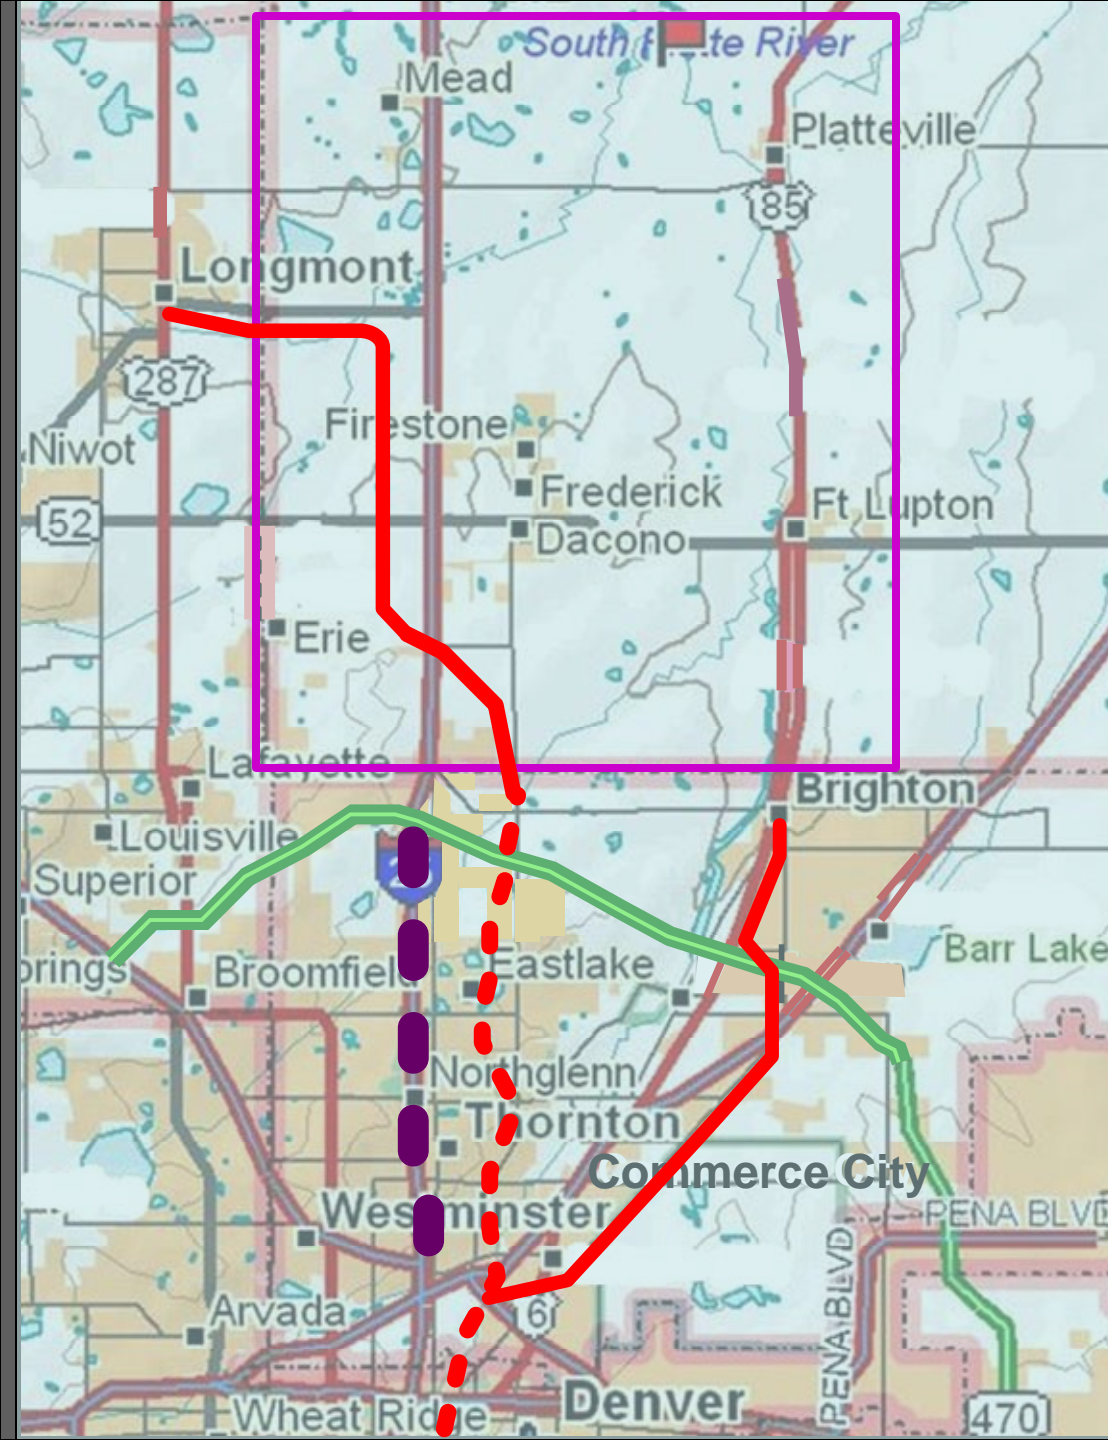 South Platte River
Mead
Platteville
85
Longmont
287
Firestone
Niwot
Frederick
Ft Lupton
52
Dacono
Erie
Lafayette
Brighton
Louisville
Superior
Barr Lake
Eastlake
Broomfield
Northglenn
Thornton
Commerce City
Westminster
PENA BLVD
PENA BLVD
Arvada
6
Denver
Wheat Ridge
470